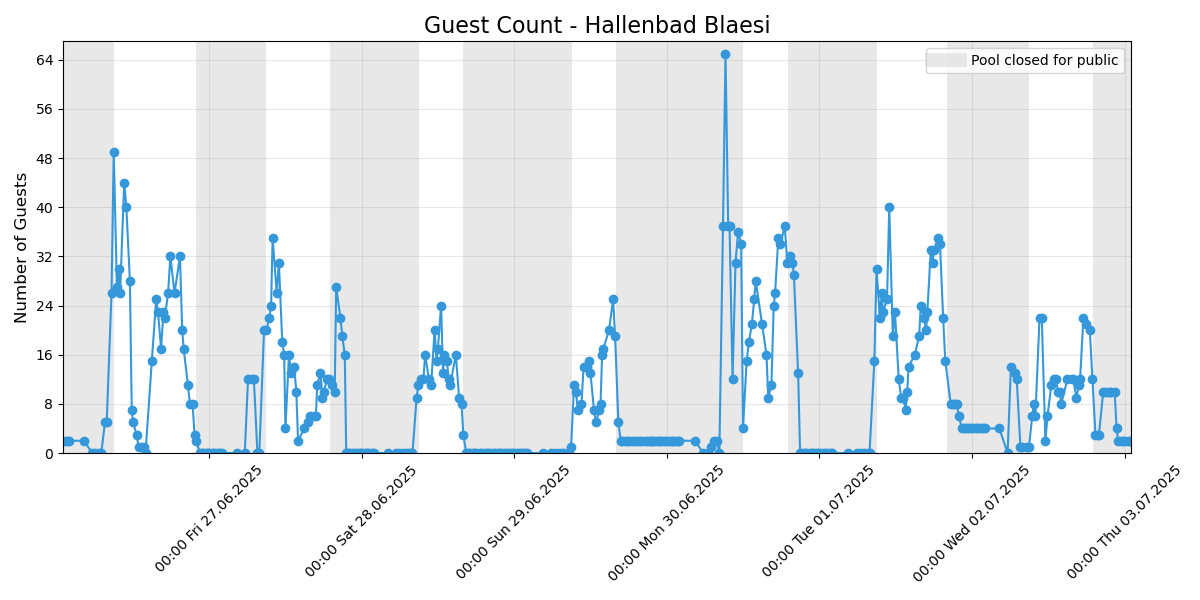 Guest Count - Hallenbad Blaesi
Pool closed for public
Number of Guests
64
56
48
40
32
24
16
8
0
00:00 Fri 27.06.2025
00:00 Sat 28.06.2025
00:00 Sun 29.06.2025
00:00 Mon 30.06.2025
00:00 Tue 01.07.2025
00:00 Wed 02.07.2025
00:00 Thu 03.07.2025